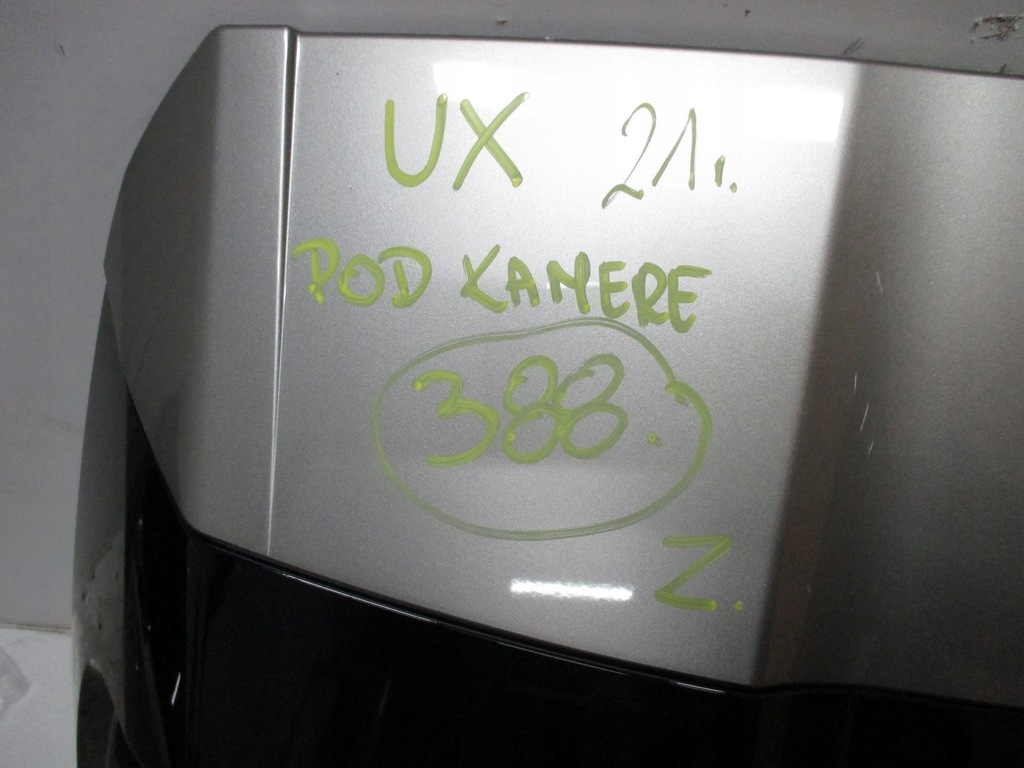 UX 21r.
POD KAMERE
388.
Z.